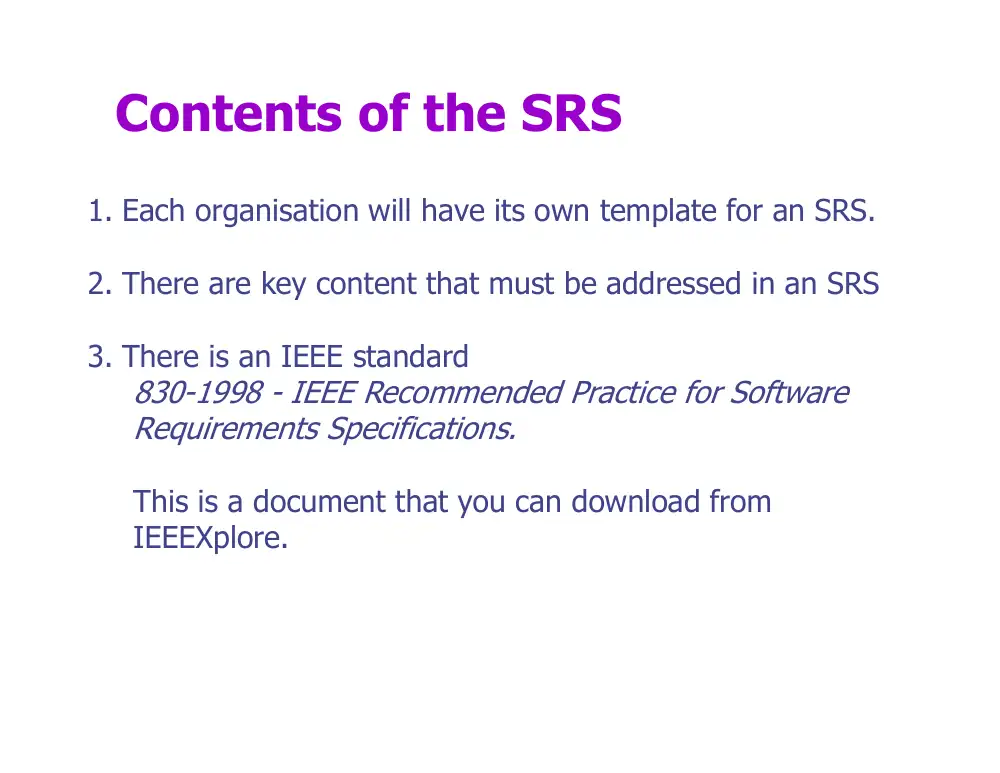 Contents of the SRS
1. Each organisation will have its own template for an SRS.
2. There are key content that must be addressed in an SRS
3. There is an IEEE standard
830-1998 - IEEE Recommended Practice for Software
Requirements Specifications.
This is a document that you can download from
IEEEXplore.